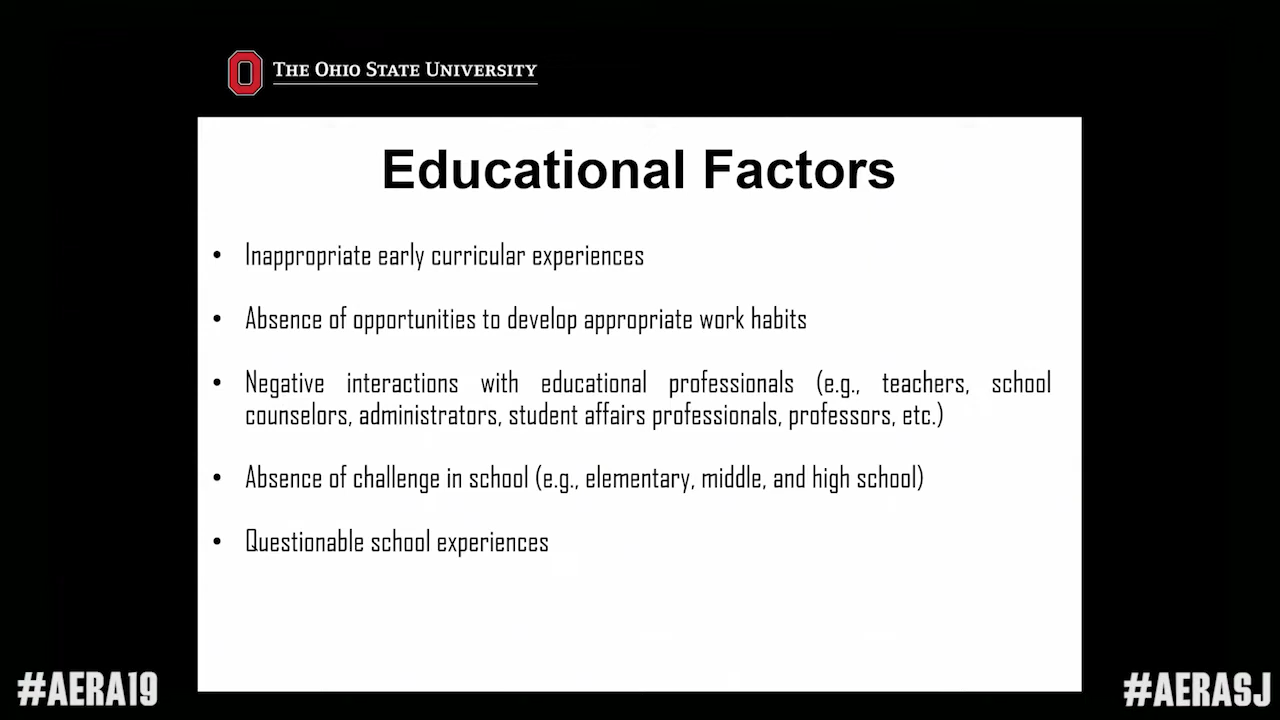 THE OHIO STATE UNIVERSITY
Educational Factors
• Inappropriate early curricular experiences
• Absence of opportunities to develop appropriate work habits
• Negative interactions with educational professionals (e.g., teachers, school
counselors, administrators, student affairs professionals, professors, etc.)
• Absence of challenge in school (e.g., elementary, middle, and high school)
• Questionable school experiences
#AERA19
#AERASJ